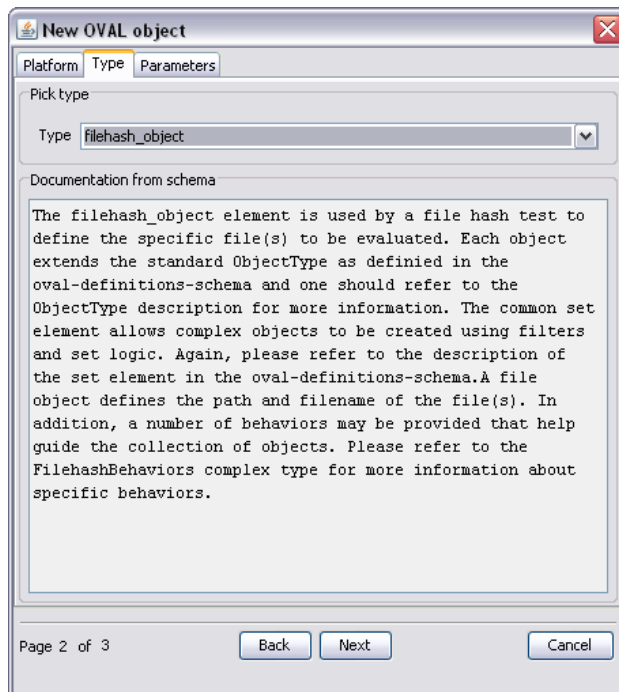 New OVAL object
Platform Type Parameters
Pick type
Type filehash_object
Documentation from schema
The filehash_object element is used by a file hash test to
define the specific file(s) to be evaluated. Each object
extends the standard ObjectType as definied in the
oval-definitions-schema and one should refer to the
ObjectType description for more information. The common set
element allows complex objects to be created using filters
and set logic. Again, please refer to the description of
the set element in the oval-definitions-schema.A file
object defines the path and filename of the file(s). In
addition, a number of behaviors may be provided that help
guide the collection of objects. Please refer to the
FilehashBehaviors complex type for more information about
specific behaviors.
Page 2 of 3 Back Next Cancel